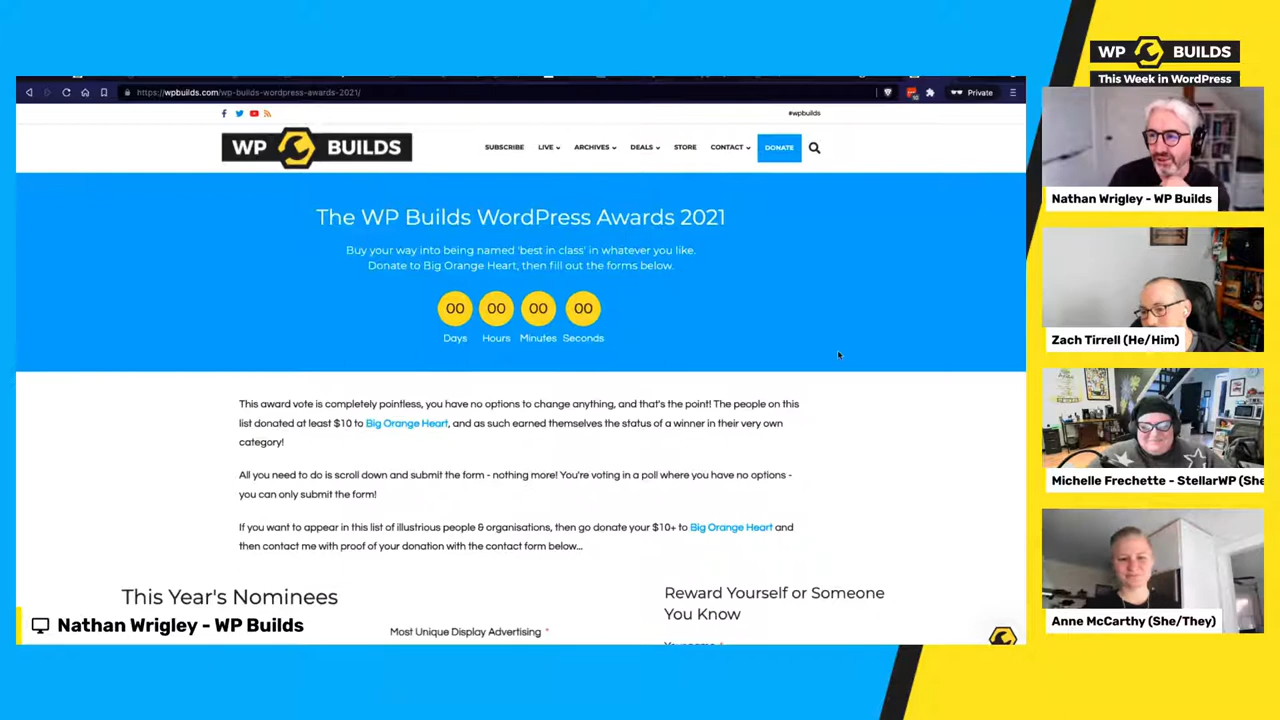 https://wpbuilds.com/wp-builds-wordpress-awards-2021/
Private
#wpbuilds
WP BUILDS
SUBSCRIBE
LIVE
ARCHIVES
DEALS
STORE
CONTACT
DONATE
The WP Builds WordPress Awards 2021
Buy your way into being named 'best in class' in whatever you like.
Donate to Big Orange Heart, then fill out the forms below.
00 00 00 00
Days Hours Minutes Seconds
This award vote is completely pointless, you have no options to change anything, and that's the point! The people on this
list donated at least $10 to Big Orange Heart, and as such earned themselves the status of a winner in their very own
category!
All you need to do is scroll down and submit the form - nothing more! You're voting in a poll where you have no options -
you can only submit the form!
If you want to appear in this list of illustrious people & organisations, then go donate your $10+ to Big Orange Heart and
then contact me with proof of your donation with the contact form below...
This Year's Nominees
Most Unique Display Advertising *
Reward Yourself or Someone
You Know
Nathan Wrigley - WP Builds
WP BUILDS
This Week in WordPress
Nathan Wrigley - WP Builds
Zach Tirrell (He/Him)
Michelle Frechette - StellarWP (She
Anne McCarthy (She/They)